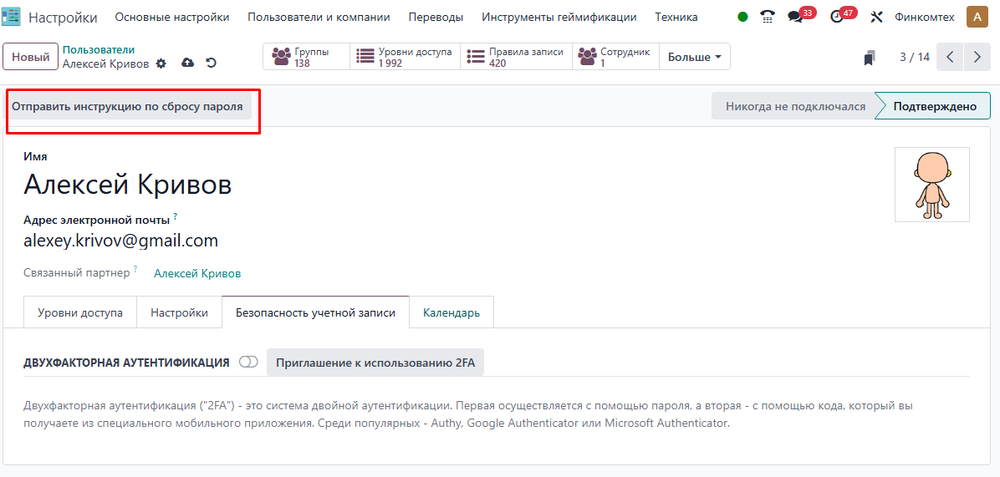 Настройки Основные настройки Пользователи и компании Переводы Инструменты геймификации Техника 33 47 Финкомтех A
Новый Пользователи Группы Уровни доступа Правила записи Сотрудник Больше 3 / 14
Алексей Кривов 138 1 992 420 1
Отправить инструкцию по сбросу пароля Никогда не подключался Подтверждено
Имя
Алексей Кривов
Адрес электронной почты ?
alexey.krivov@gmail.com
Связанный партнер ? Алексей Кривов
Уровни доступа Настройки Безопасность учетной записи Календарь
ДВУХФАКТОРНАЯ АУТЕНТИФИКАЦИЯ Приглашение к использованию 2FA
Двухфакторная аутентификация ("2FA") - это система двойной аутентификации. Первая осуществляется с помощью пароля, а вторая - с помощью кода, который вы
получаете из специального мобильного приложения. Среди популярных - Authy, Google Authenticator или Microsoft Authenticator.